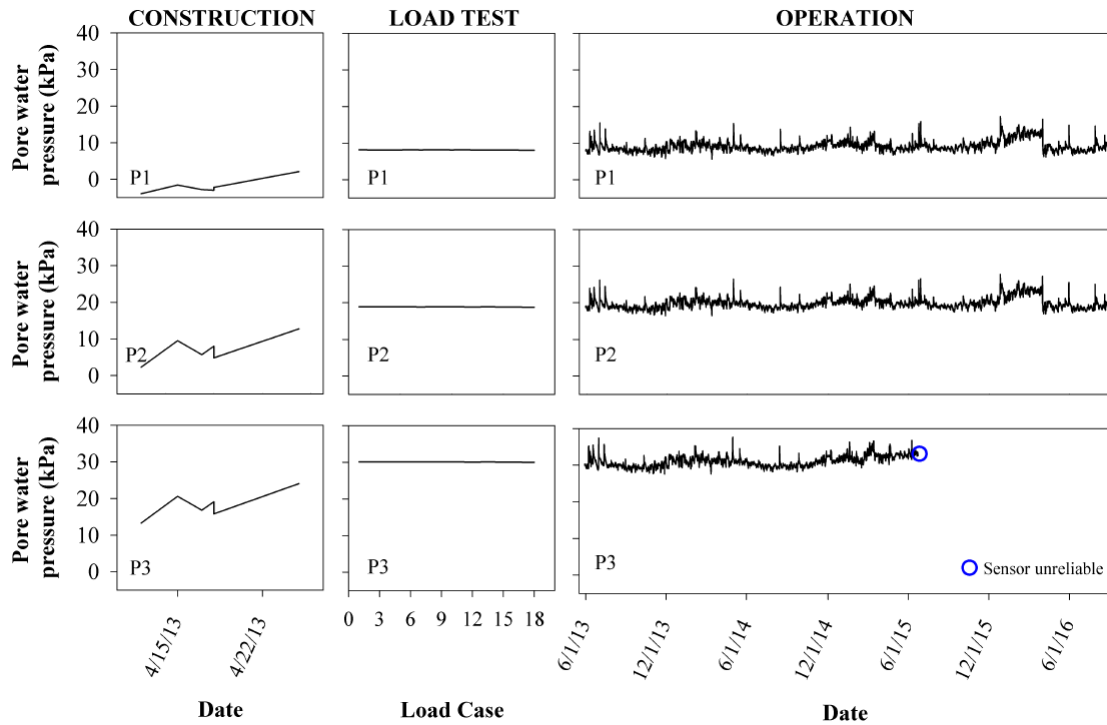 CONSTRUCTION LOAD TEST OPERATION
Pore water
pressure (kPa)
40
30
20
10
0
P1 P1 P1
Pore water
pressure (kPa)
40
30
20
10
0
P2 P2 P2
Pore water
pressure (kPa)
40
30
20
10
0
P3 P3 P3
Sensor unreliable
4/15/13 4/22/13
0 3 6 9 12 15 18
6/1/13 12/1/13 6/1/14 12/1/14 6/1/15 12/1/15 6/1/16
Date Load Case Date